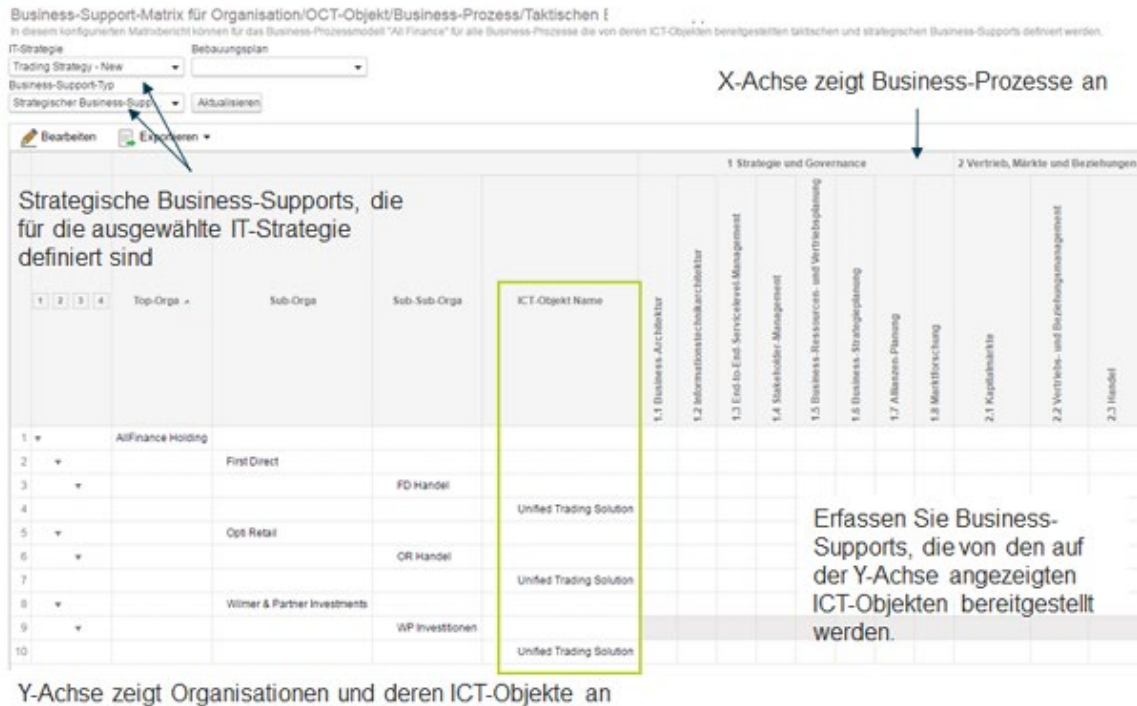 Business-Support-Matrix für Organisation/OCT-Objekt/Business-Prozess/Taktischen
In diesem konfigurierten Matrixbericht können für das Business-Prozessmodell "All Finance" für alle Business-Prozesse die von deren ICT-Objekten bereitgestellten taktischen und strategischen Business-Supports definiert werden.
IT-Strategie Bebauungsplan
Trading Strategy - New
Business-Support-Typ
Strategischer Business-Supp Aktualisieren
X-Achse zeigt Business-Prozesse an
Bearbeiten Exportieren
1 Strategie und Governance 2 Vertrieb, Märkte und Beziehungen
Strategische Business-Supports, die
für die ausgewählte IT-Strategie
definiert sind
1 2 3 4 Top-Orga Sub-Orga Sub-Sub-Orga ICT-Objekt Name
1.1 Business-Architektur
1.2 Informationstechnikarchitektur
1.3 End-to-End-Servicelevel-Management
1.4 Stakeholder-Management
1.5 Business-Ressourcen- und Vertriebsplanung
1.6 Business-Strategieplanung
1.7 Allianzen-Planung
1.8 Marktforschung
2.1 Kapitalmärkte
2.2 Vertriebs- und Beziehungsmanagement
2.3 Handel
1 AllFinance Holding
2 First Direct
3 FD Handel
4 Unified Trading Solution
5 Opti Retail
6 OR Handel
7 Unified Trading Solution
8 Wilmer & Partner Investments
9 WP Investitionen
10 Unified Trading Solution
Erfassen Sie Business-
Supports, die von den auf
der Y-Achse angezeigten
ICT-Objekten bereitgestellt
werden.
Y-Achse zeigt Organisationen und deren ICT-Objekte an